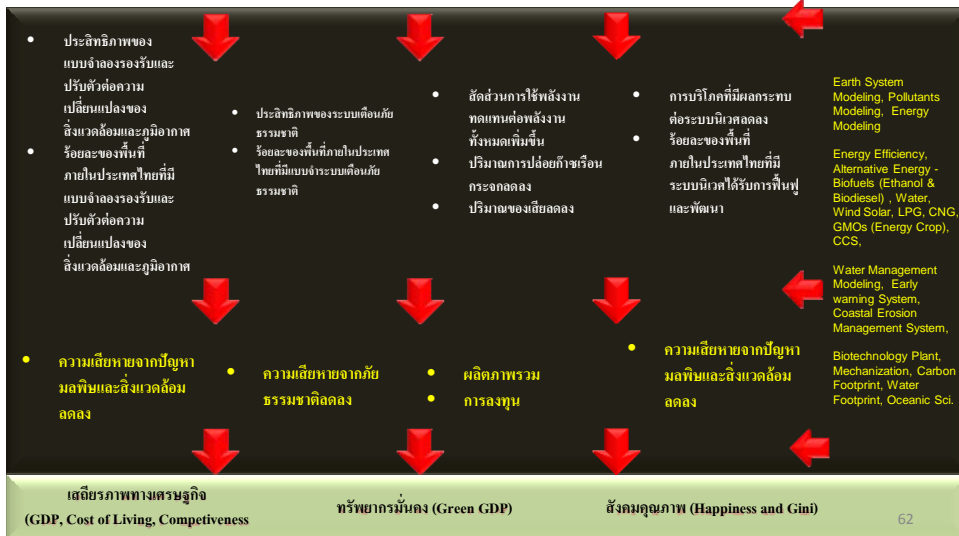 • ประสิทธิภาพของ
แบบจำลองรองรับและ
ปรับตัวต่อความ
เปลี่ยนแปลงของ
สิ่งแวดล้อมและภูมิอากาศ
• ร้อยละของพื้นที่
ภายในประเทศไทยที่มี
แบบจำลองรองรับและ
ปรับตัวต่อความ
เปลี่ยนแปลงของ
สิ่งแวดล้อมและภูมิอากาศ
• ประสิทธิภาพของระบบเตือนภัย
ธรรมชาติ
• ร้อยละของพื้นที่ภายในประเทศ
ไทยที่มีแบบจำระบบเตือนภัย
ธรรมชาติ
• สัดส่วนการใช้พลังงาน
ทดแทนต่อพลังงาน
ทั้งหมดเพิ่มขึ้น
• ปริมาณการปล่อยก๊าซเรือน
กระจกลดลง
• ปริมาณของเสียลดลง
• การบริโภคที่มีผลกระทบ
ต่อระบบนิเวศลดลง
• ร้อยละของพื้นที่
ภายในประเทศไทยที่มี
ระบบนิเวศได้รับการฟื้นฟู
และพัฒนา
Earth System
Modeling, Pollutants
Modeling, Energy
Modeling
Energy Efficiency,
Alternative Energy -
Biofuels (Ethanol &
Biodiesel) , Water,
Wind Solar, LPG, CNG,
GMOs (Energy Crop),
CCS,
Water Management
Modeling, Early
warning System,
Coastal Erosion
Management System,
Biotechnology Plant,
Mechanization, Carbon
Footprint, Water
Footprint, Oceanic Sci.
• ความเสียหายจากปัญหา
มลพิษและสิ่งแวดล้อม
ลดลง
• ความเสียหายจากภัย
ธรรมชาติลดลง
• ผลิตภาพรวม
• การลงทุน
• ความเสียหายจากปัญหา
มลพิษและสิ่งแวดล้อม
ลดลง
เสถียรภาพทางเศรษฐกิจ
(GDP, Cost of Living, Competiveness
ทรัพยากรมั่นคง (Green GDP)
สังคมคุณภาพ (Happiness and Gini)
62